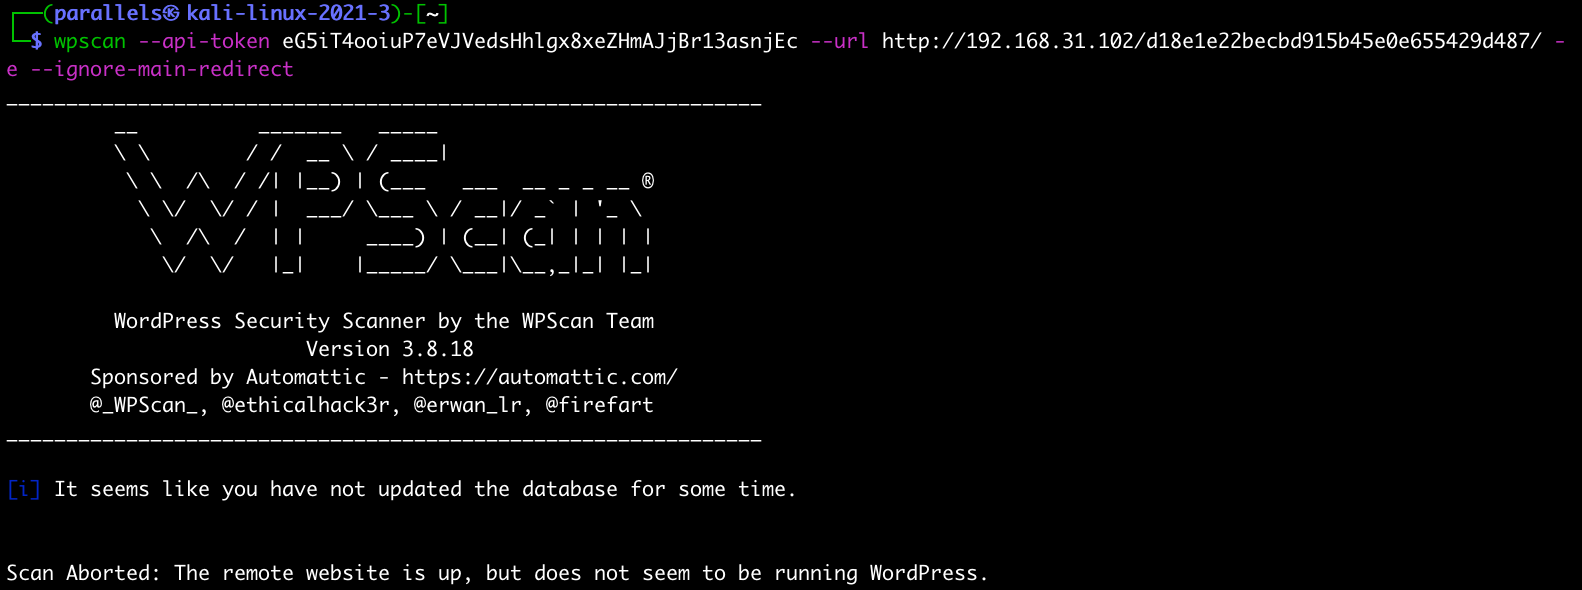 ┌──(parallels㉿kali-linux-2021-3)-[~]
└─$ wpscan --api-token eG5iT4ooiuP7eVJVedsHhlgx8xeZHmAJjBr13asnjEc --url http://192.168.31.102/d18e1e22becbd915b45e0e655429d487/ -
e --ignore-main-redirect
_______________________________________________________________
         __          _______   _____
         \ \        / /  __ \ / ____|
          \ \  /\  / /| |__) | (___   ___  __ _ _ __ ®
           \ \/  \/ / |  ___/ \___ \ / __|/ _` | '_ \
            \  /\  /  | |     ____) | (__| (_| | | | |
             \/  \/   |_|    |_____/ \___|\__,_|_| |_|
         WordPress Security Scanner by the WPScan Team
                         Version 3.8.18
       Sponsored by Automattic - https://automattic.com/
       @_WPScan_, @ethicalhack3r, @erwan_lr, @firefart
_______________________________________________________________
[i] It seems like you have not updated the database for some time.
Scan Aborted: The remote website is up, but does not seem to be running WordPress.